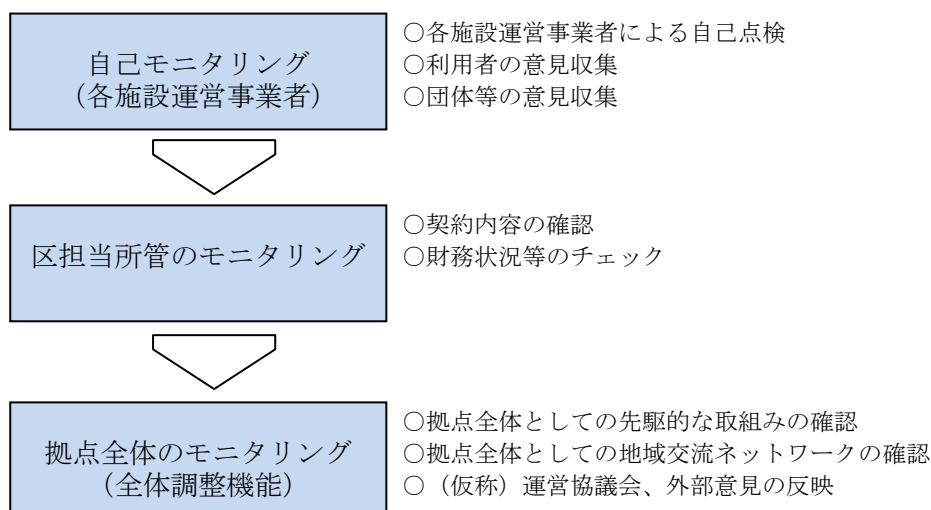 自己モニタリング
（各施設運営事業者）
○各施設運営事業者による自己点検
○利用者の意見収集
○団体等の意見収集
区担当所管のモニタリング
○契約内容の確認
○財務状況等のチェック
拠点全体のモニタリング
（全体調整機能）
○拠点全体としての先駆的な取組みの確認
○拠点全体としての地域交流ネットワークの確認
○（仮称）運営協議会、外部意見の反映